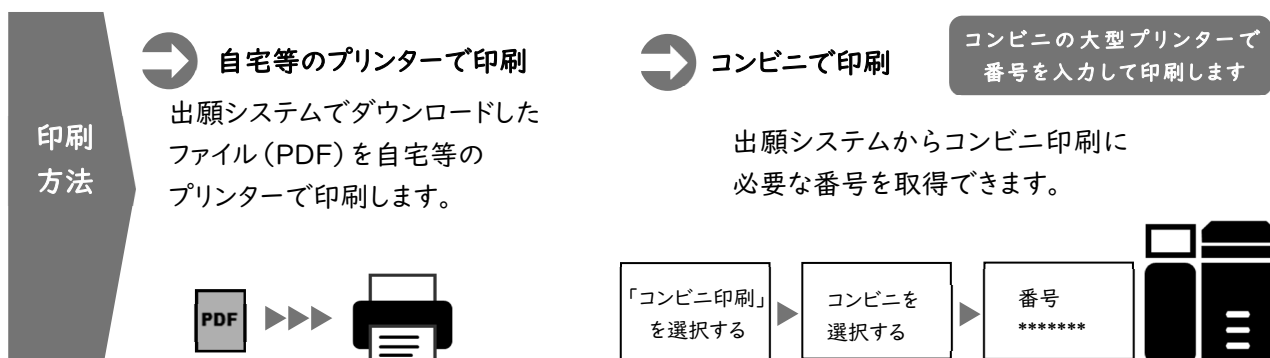 印刷
方法
自宅等のプリンターで印刷
出願システムでダウンロードした
ファイル(PDF)を自宅等の
プリンターで印刷します。
PDF
コンビニで印刷
コンビニの大型プリンターで
番号を入力して印刷します
出願システムからコンビニ印刷に
必要な番号を取得できます。
「コンビニ印刷」
を選択する
コンビニを
選択する
番号
*******